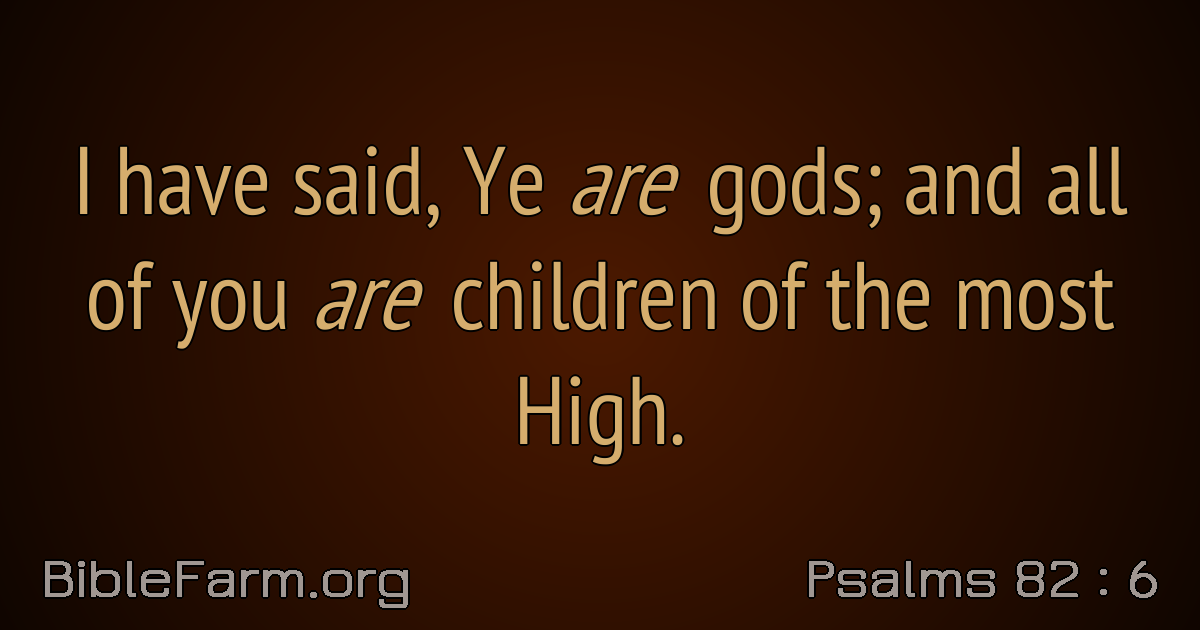 I have said, Ye are gods; and all
of you are children of the most
High.
BibleFarm.org
Psalms 82 : 6